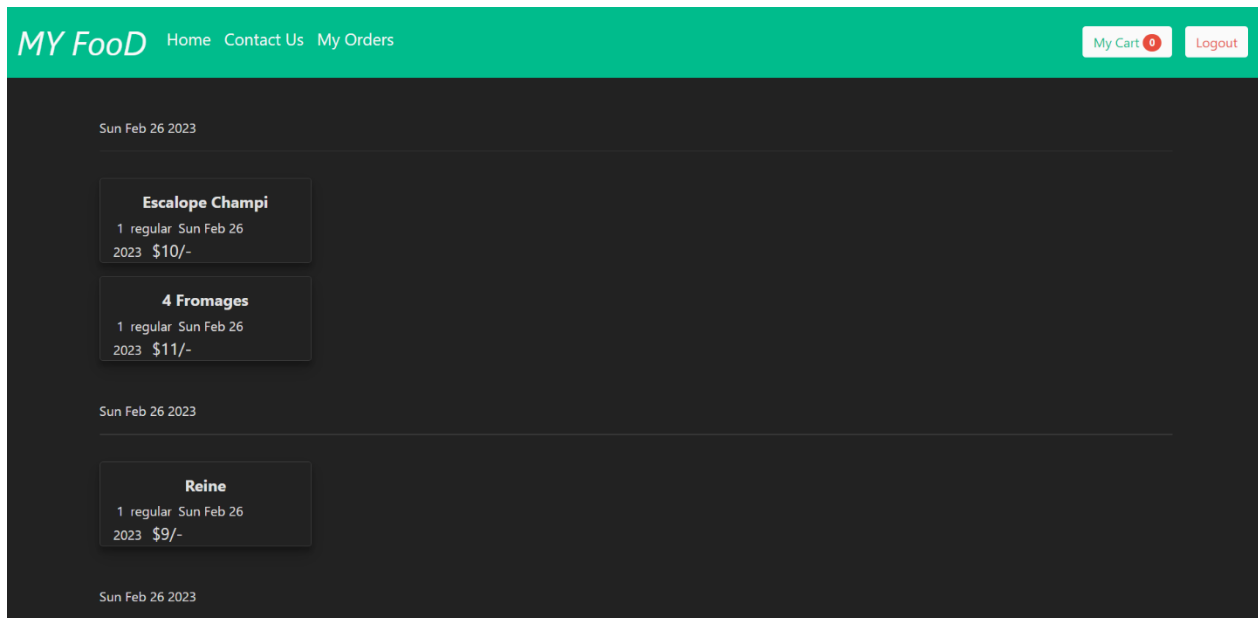 MY FooD Home Contact Us My Orders My Cart 0 Logout
Sun Feb 26 2023
Escalope Champi
1 regular Sun Feb 26
2023 $10/-
4 Fromages
1 regular Sun Feb 26
2023 $11/-
Sun Feb 26 2023
Reine
1 regular Sun Feb 26
2023 $9/-
Sun Feb 26 2023